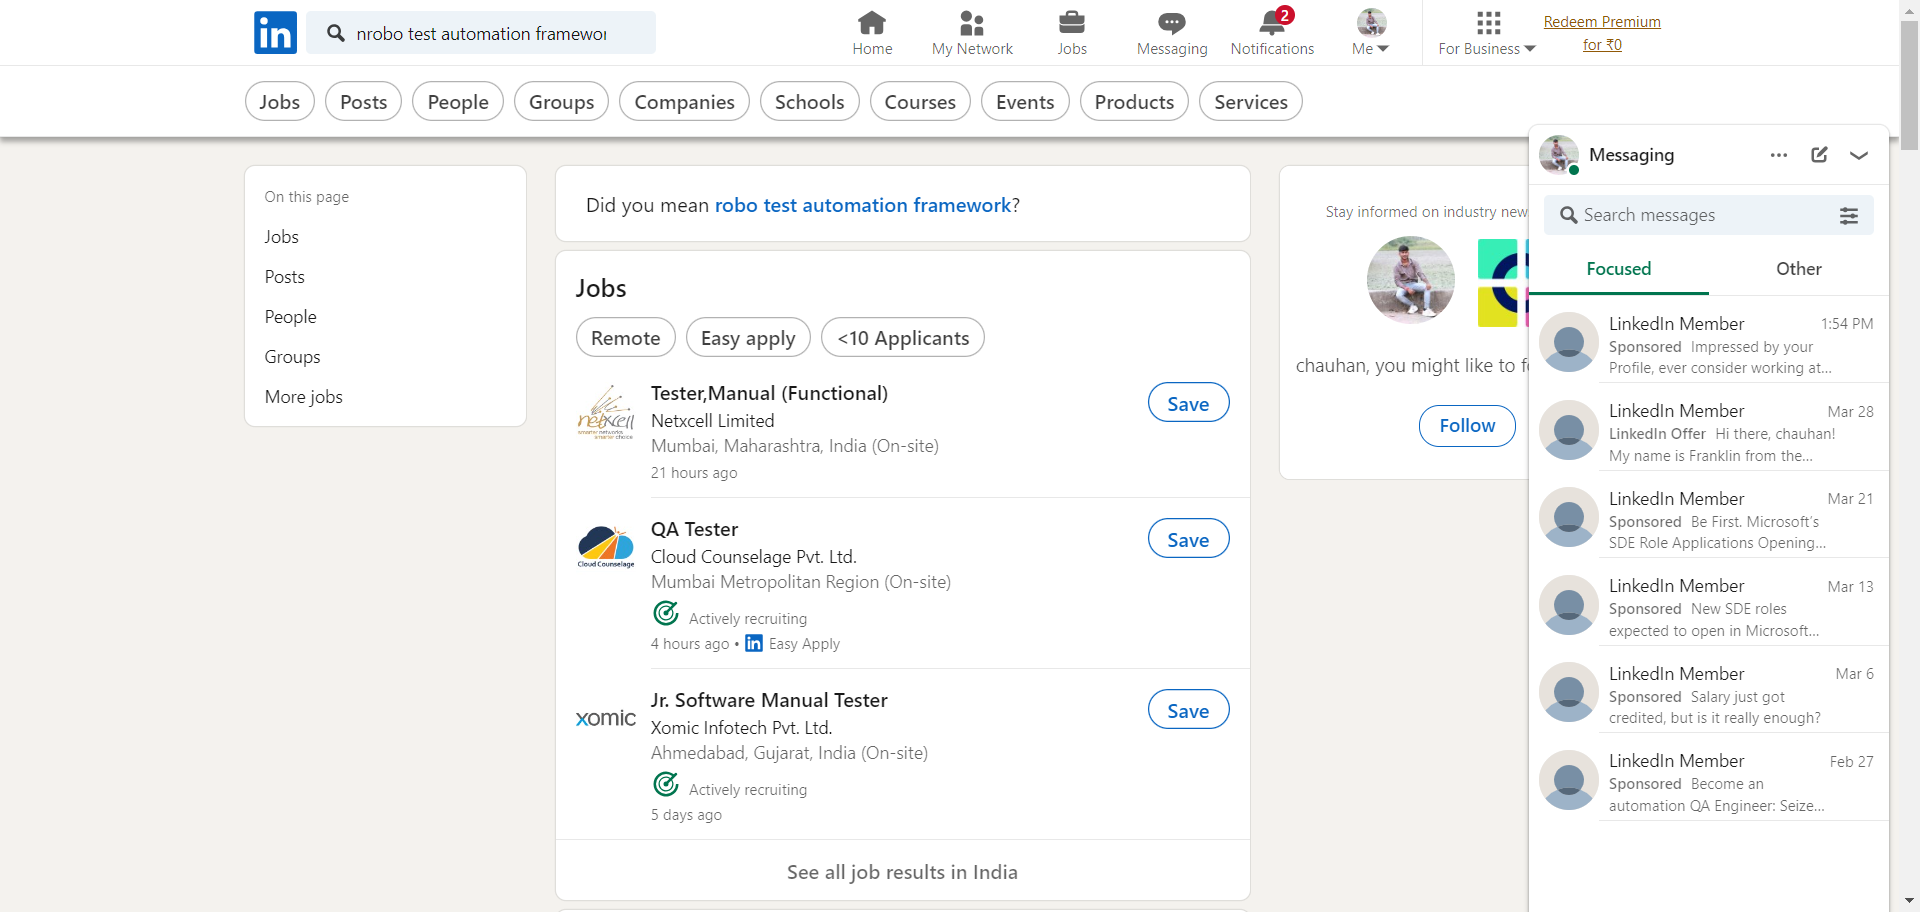 in
nrobo test automation framewor
Home
My Network
Jobs
Messaging
2
Notifications
Me
For Business
Redeem Premium
for ₹0
Jobs
Posts
People
Groups
Companies
Schools
Courses
Events
Products
Services
On this page
Jobs
Posts
People
Groups
More jobs
Did you mean robo test automation framework?
Jobs
Remote
Easy apply
<10 Applicants
netxcell
smarter networks
smarter choice
Tester,Manual (Functional)
Netxcell Limited
Mumbai, Maharashtra, India (On-site)
21 hours ago
Save
Cloud Counselage
QA Tester
Cloud Counselage Pvt. Ltd.
Mumbai Metropolitan Region (On-site)
Actively recruiting
4 hours ago • in Easy Apply
Save
xomic
Jr. Software Manual Tester
Xomic Infotech Pvt. Ltd.
Ahmedabad, Gujarat, India (On-site)
Actively recruiting
5 days ago
Save
See all job results in India
Stay informed on industry new
chauhan, you might like to f
Follow
Messaging
Search messages
Focused
Other
LinkedIn Member 1:54 PM
Sponsored Impressed by your
Profile, ever consider working at...
LinkedIn Member Mar 28
LinkedIn Offer Hi there, chauhan!
My name is Franklin from the...
LinkedIn Member Mar 21
Sponsored Be First. Microsoft's
SDE Role Applications Opening...
LinkedIn Member Mar 13
Sponsored New SDE roles
expected to open in Microsoft...
LinkedIn Member Mar 6
Sponsored Salary just got
credited, but is it really enough?
LinkedIn Member Feb 27
Sponsored Become an
automation QA Engineer: Seize...